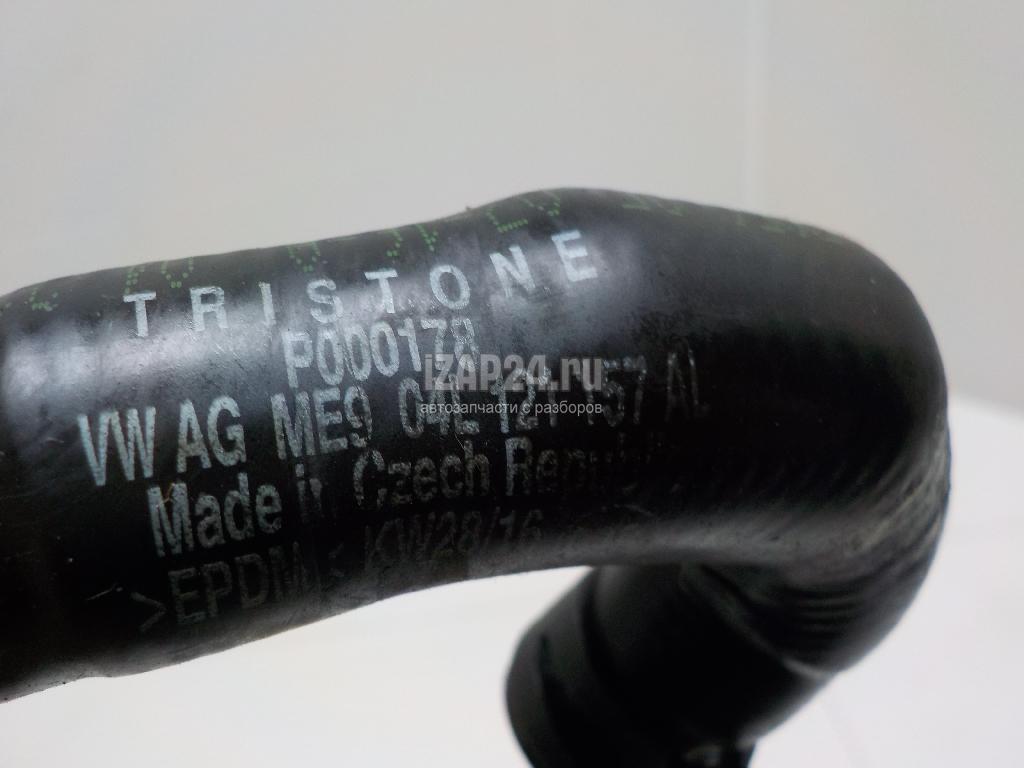 TRISTONE
P000178
VW AG ME9 04L 121 157 AL
Made in Czech Republic
>EPDM< KW28/16
iZAP24.ru
автозапчасти с разборов